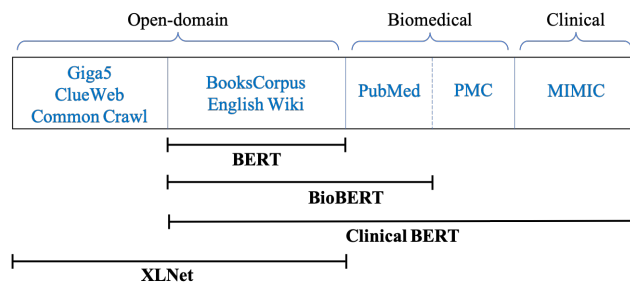 Open-domain Biomedical Clinical
Giga5
ClueWeb
Common Crawl
BooksCorpus
English Wiki
PubMed
PMC
MIMIC
BERT
BioBERT
Clinical BERT
XLNet